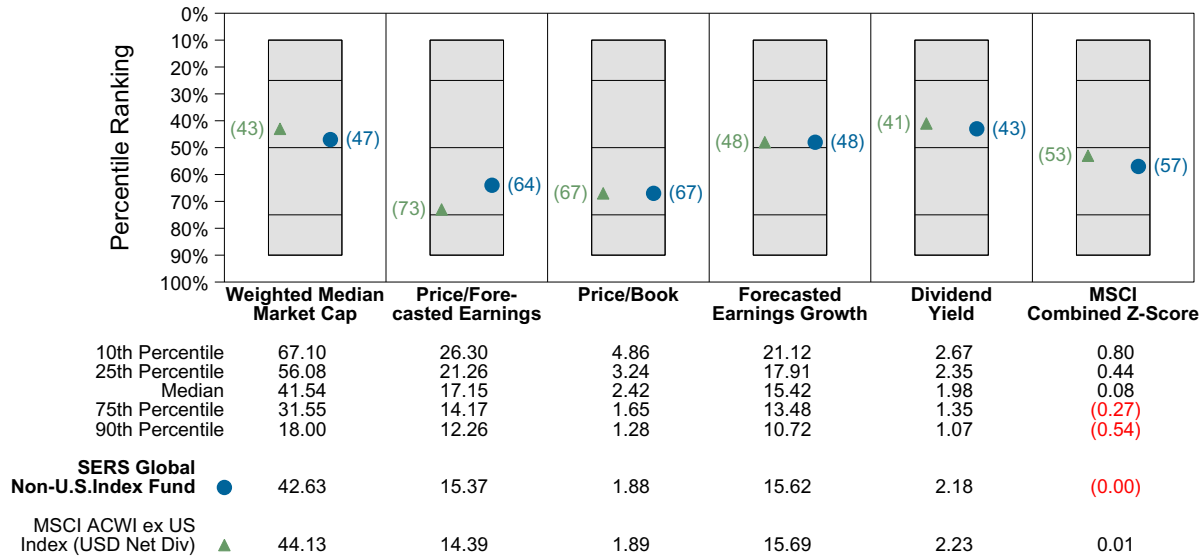 Percentile Ranking
0%
10%
20%
30%
40%
50%
60%
70%
80%
90%
100%
(43) (47)
(73) (64)
(67) (67)
(48) (48)
(41) (43)
(53) (57)
Weighted Median Market Cap
Price/Fore-casted Earnings
Price/Book
Forecasted Earnings Growth
Dividend Yield
MSCI Combined Z-Score
10th Percentile 67.10 26.30 4.86 21.12 2.67 0.80
25th Percentile 56.08 21.26 3.24 17.91 2.35 0.44
Median 41.54 17.15 2.42 15.42 1.98 0.08
75th Percentile 31.55 14.17 1.65 13.48 1.35 (0.27)
90th Percentile 18.00 12.26 1.28 10.72 1.07 (0.54)
SERS Global
Non-U.S.Index Fund 42.63 15.37 1.88 15.62 2.18 (0.00)
MSCI ACWI ex US
Index (USD Net Div) 44.13 14.39 1.89 15.69 2.23 0.01